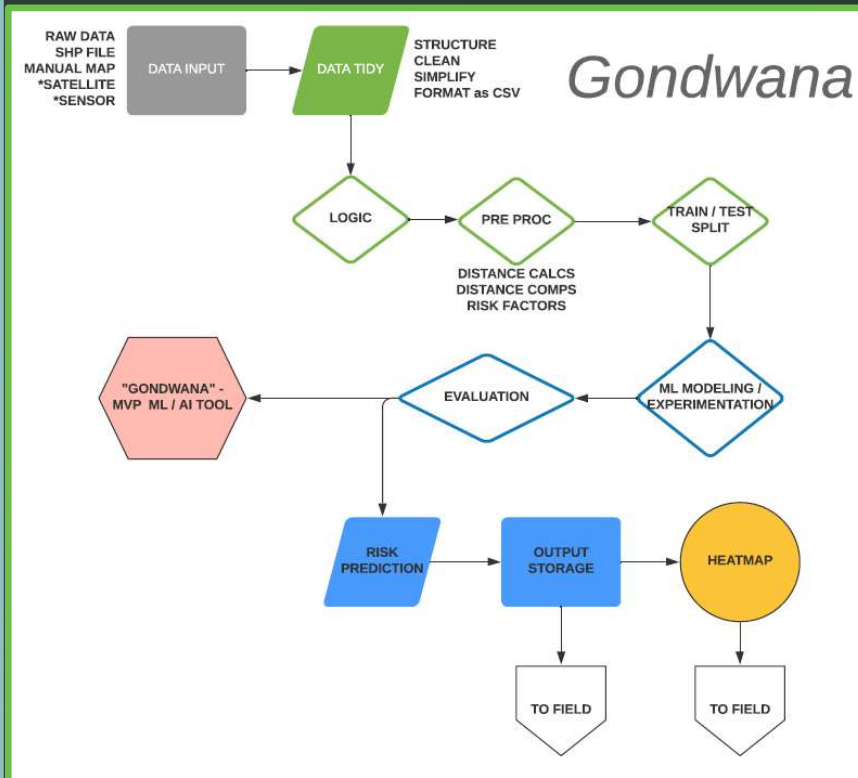 RAW DATA
SHP FILE
MANUAL MAP
*SATELLITE
*SENSOR
DATA INPUT
DATA TIDY
STRUCTURE
CLEAN
SIMPLIFY
FORMAT as CSV
Gondwana
LOGIC
PRE PROC
TRAIN / TEST
SPLIT
DISTANCE CALCS
DISTANCE COMPS
RISK FACTORS
"GONDWANA" -
MVP ML / AI TOOL
EVALUATION
ML MODELING /
EXPERIMENTATION
RISK
PREDICTION
OUTPUT
STORAGE
HEATMAP
TO FIELD
TO FIELD